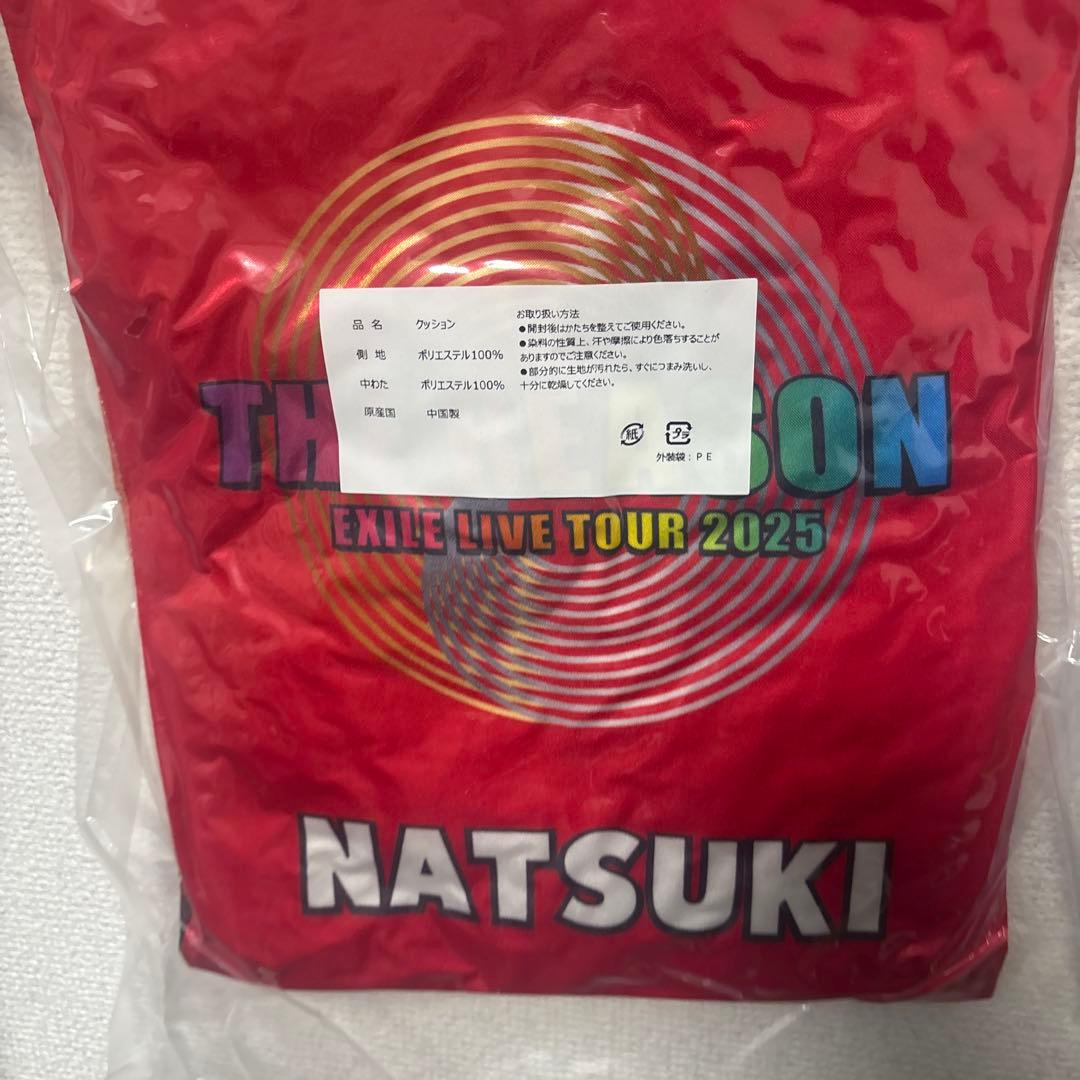 品名 クッション
側地 ポリエステル100%
中わた ポリエステル100%
原産国 中国製
お取り扱い方法
●開封後はかたちを整えてご使用ください。
●染料の性質上、汗や摩擦により色落ちすることが
ありますのでご注意ください。
●部分的に生地が汚れたら、すぐにつまみ洗いし、
十分に乾燥してください。
紙 プラ
外装袋:PE
EXILE LIVE TOUR 2025
NATSUKI